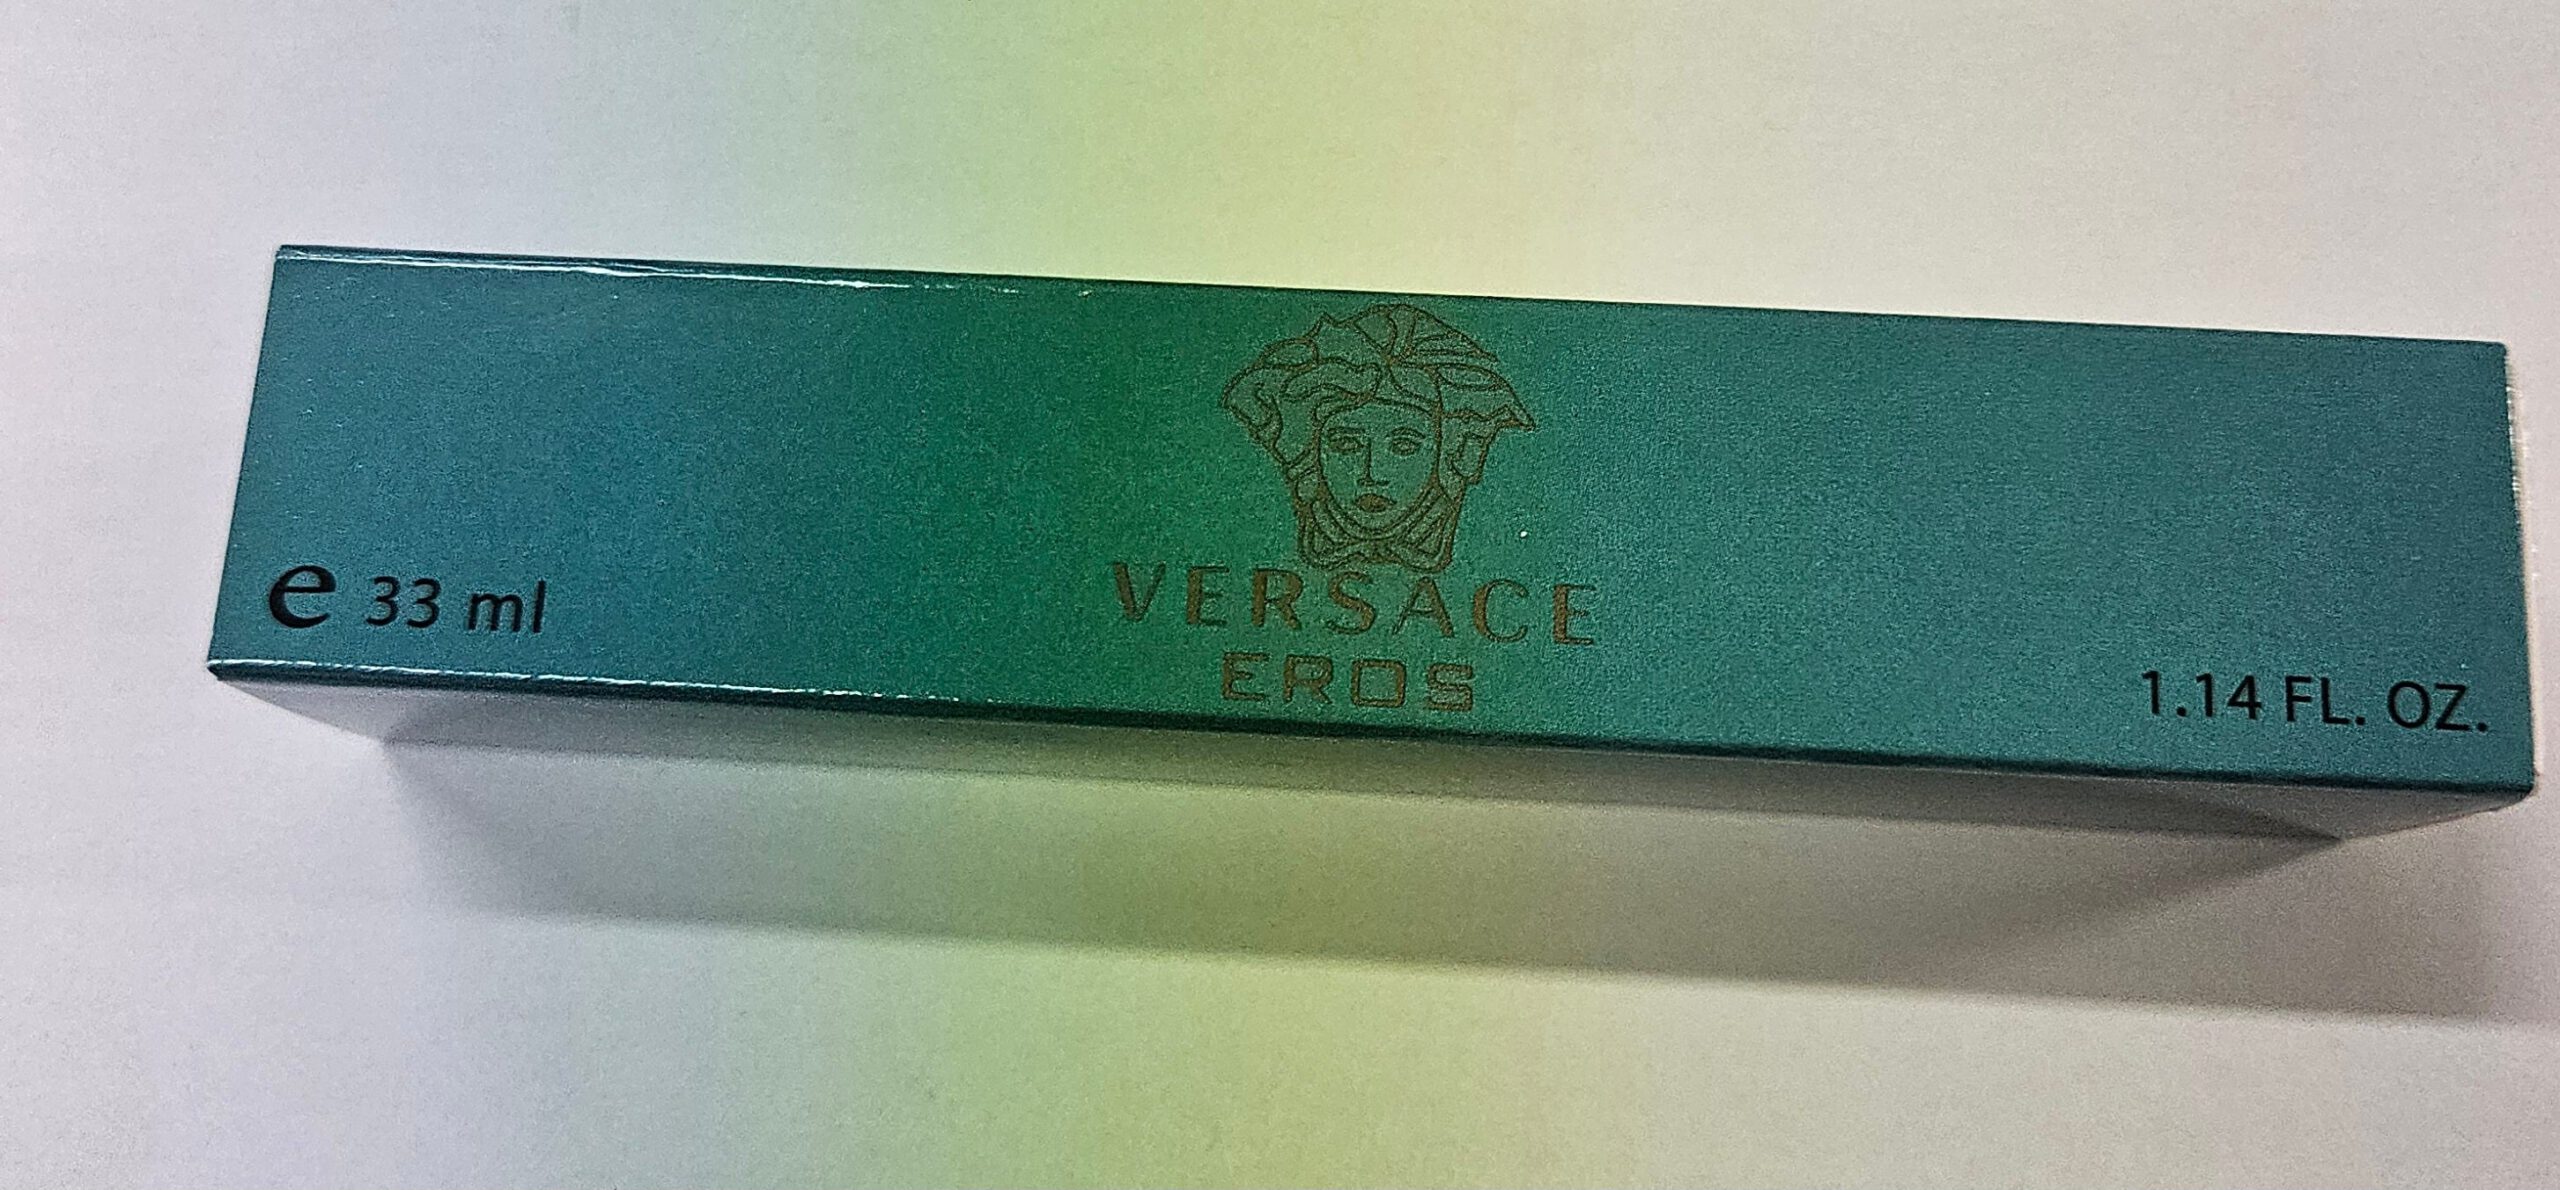 VERSACE
EROS
e 33 ml
1.14 FL. OZ.